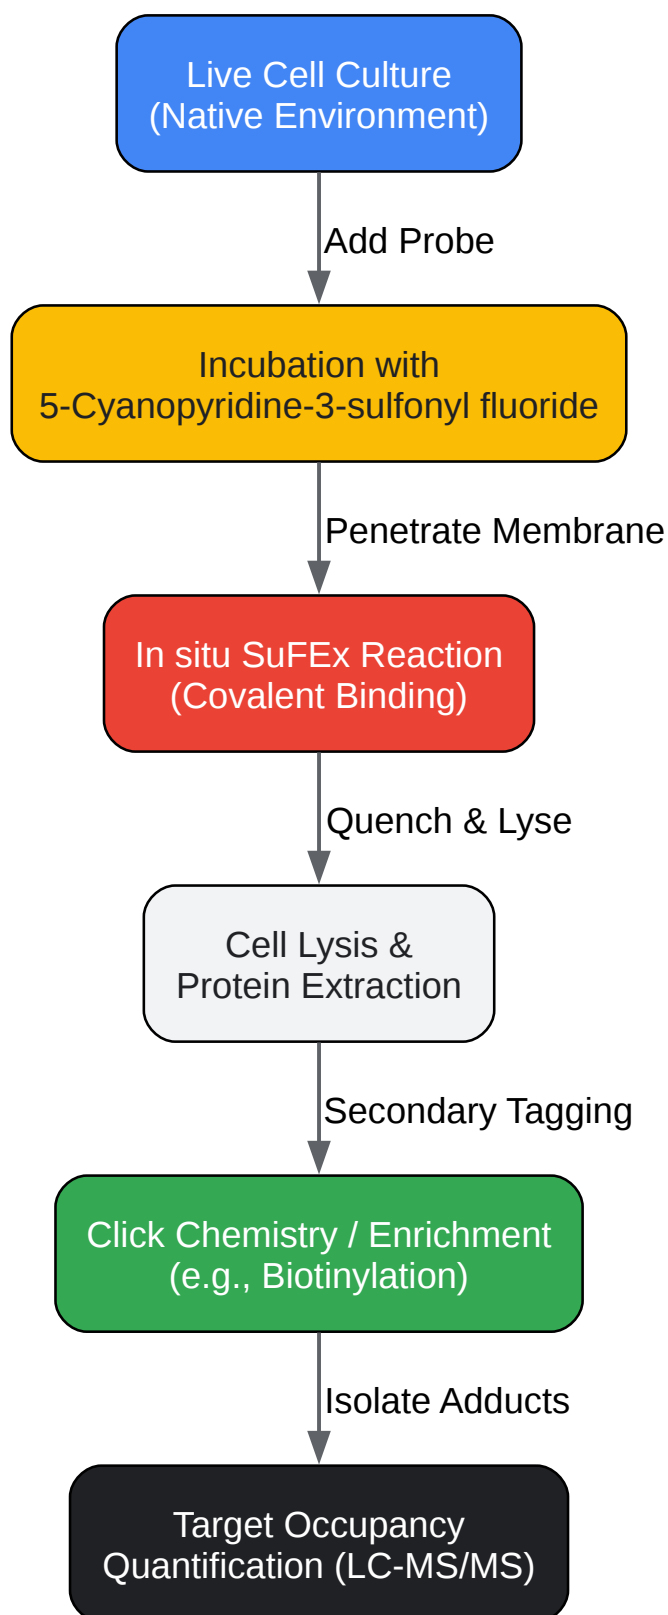 Live Cell Culture
(Native Environment)
Add Probe
Incubation with
5-Cyanopyridine-3-sulfonyl fluoride
Penetrate Membrane
In situ SuFEx Reaction
(Covalent Binding)
Quench & Lyse
Cell Lysis &
Protein Extraction
Secondary Tagging
Click Chemistry / Enrichment
(e.g., Biotinylation)
Isolate Adducts
Target Occupancy
Quantification (LC-MS/MS)